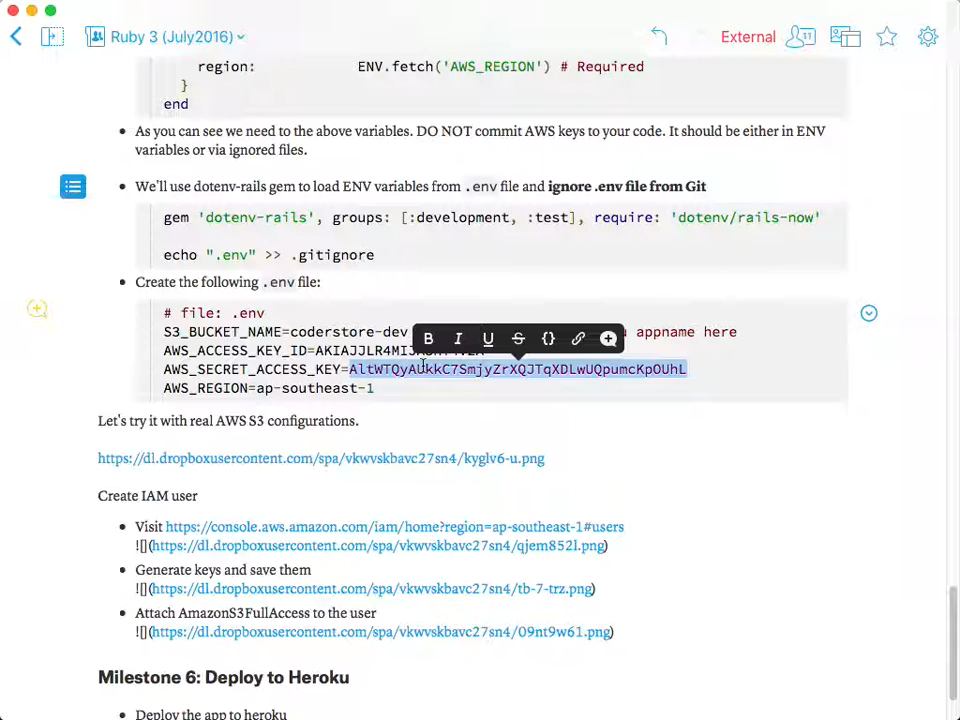 Ruby 3 (July2016)
External
11
region: ENV.fetch('AWS_REGION') # Required
}
end
As you can see we need to the above variables. DO NOT commit AWS keys to your code. It should be either in ENV
variables or via ignored files.
We'll use dotenv-rails gem to load ENV variables from .env file and ignore .env file from Git
gem 'dotenv-rails', groups: [:development, :test], require: 'dotenv/rails-now'
echo ".env" >> .gitignore
Create the following .env file:
# file: .env
S3_BUCKET_NAME=coderstore-dev appname here
B I U S {}
AWS_ACCESS_KEY_ID=
AWS_SECRET_ACCESS_KEY=AltWTQyAUkkC7SmjyZrXQJTqXDLwUQpumcKpOUhL
AWS_REGION=ap-southeast-1
Let's try it with real AWS S3 configurations.
https://dl.dropboxusercontent.com/spa/vkwvskbavc27sn4/kyglv6-u.png
Create IAM user
Visit https://console.aws.amazon.com/iam/home?region=ap-southeast-1#users
![](https://dl.dropboxusercontent.com/spa/vkwvskbavc27sn4/qjem852l.png)
Generate keys and save them
![](https://dl.dropboxusercontent.com/spa/vkwvskbavc27sn4/tb-7-trz.png)
Attach AmazonS3FullAccess to the user
![](https://dl.dropboxusercontent.com/spa/vkwvskbavc27sn4/09nt9w61.png)
Milestone 6: Deploy to Heroku
Deploy the app to heroku